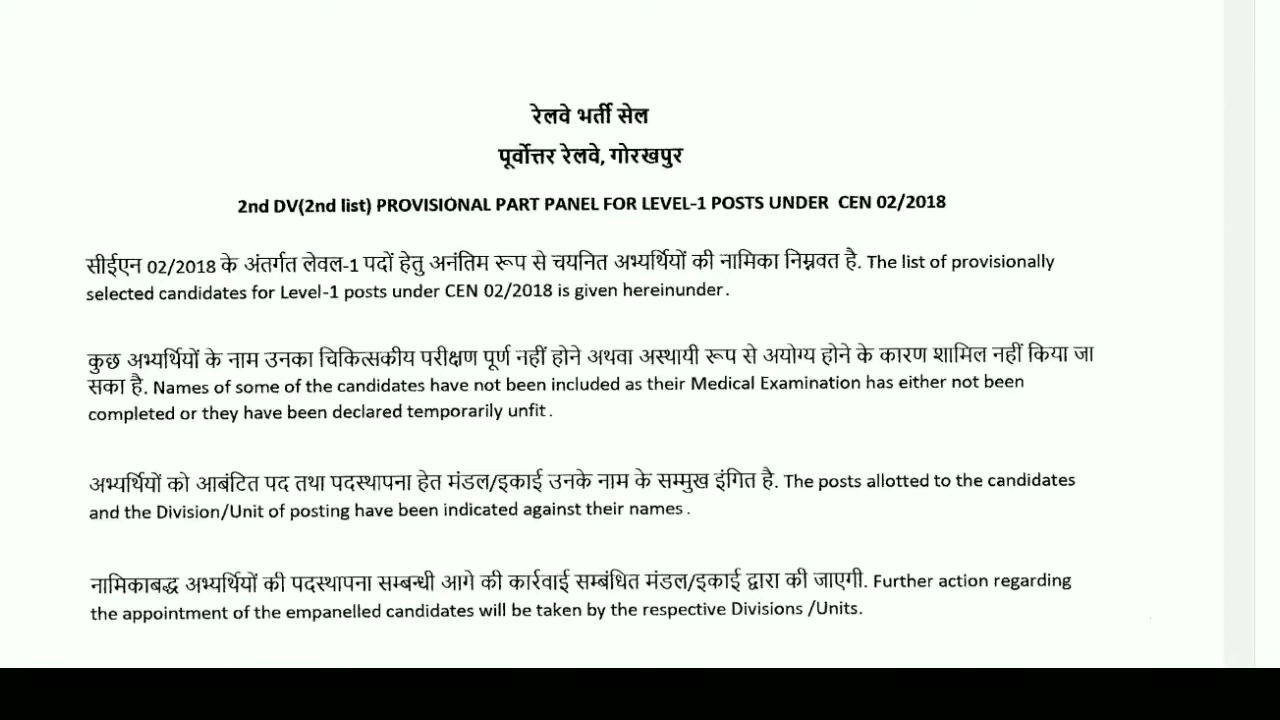 रेलवे भर्ती सेल
पूर्वोत्तर रेलवे, गोरखपुर
2nd DV(2nd list) PROVISIONAL PART PANEL FOR LEVEL-1 POSTS UNDER CEN 02/2018
सीईएन 02/2018 के अंतर्गत लेवल-1 पदों हेतु अनंतिम रूप से चयनित अभ्यर्थियों की नामिका निम्नवत है. The list of provisionally
selected candidates for Level-1 posts under CEN 02/2018 is given hereinunder.
कुछ अभ्यर्थियों के नाम उनका चिकित्सकीय परीक्षण पूर्ण नहीं होने अथवा अस्थायी रूप से अयोग्य होने के कारण शामिल नहीं किया जा
सका है. Names of some of the candidates have not been included as their Medical Examination has either not been
completed or they have been declared temporarily unfit.
अभ्यर्थियों को आबंटित पद तथा पदस्थापना हेत मंडल/इकाई उनके नाम के सम्मुख इंगित है. The posts allotted to the candidates
and the Division/Unit of posting have been indicated against their names.
नामिकाबद्ध अभ्यर्थियों की पदस्थापना सम्बन्धी आगे की कार्रवाई सम्बंधित मंडल/इकाई द्वारा की जाएगी. Further action regarding
the appointment of the empanelled candidates will be taken by the respective Divisions /Units.